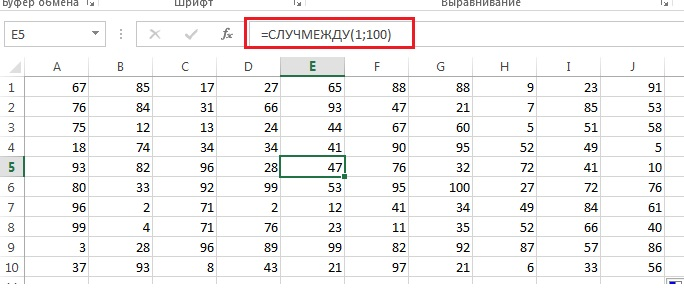 Буфер обмена Шрифт Выравнивание
E5 fx =СЛУЧМЕЖДУ(1;100)
A B C D E F G H I J
1 67 85 17 27 65 88 88 9 23 91
2 76 84 31 66 93 47 21 7 85 53
3 75 12 13 24 44 67 60 5 51 58
4 18 74 34 34 41 90 95 52 49 5
5 93 82 96 28 47 76 32 72 41 10
6 80 33 92 99 53 95 100 27 72 76
7 96 2 71 2 12 41 34 49 84 61
8 99 4 71 76 23 11 35 52 66 40
9 3 28 96 89 99 82 92 87 57 86
10 37 93 8 43 21 97 21 6 33 56